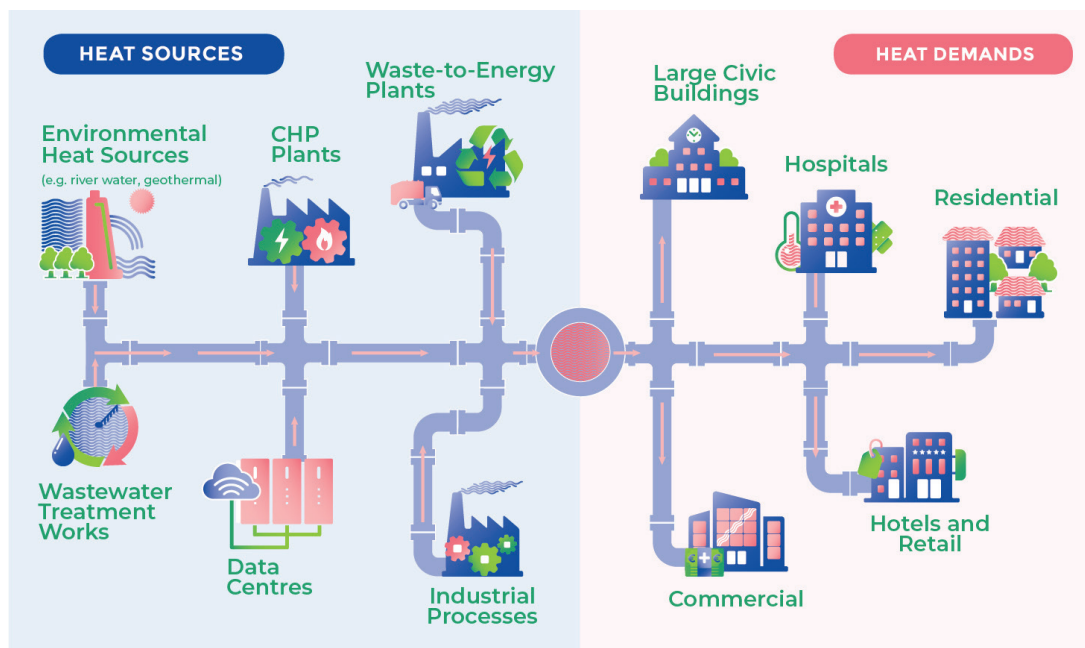 HEAT SOURCES
HEAT DEMANDS
Waste-to-Energy
Plants
Large Civic
Buildings
Environmental
Heat Sources
(e.g. river water, geothermal)
CHP
Plants
Hospitals
Residential
Wastewater
Treatment
Works
Data
Centres
Industrial
Processes
Commercial
Hotels and
Retail